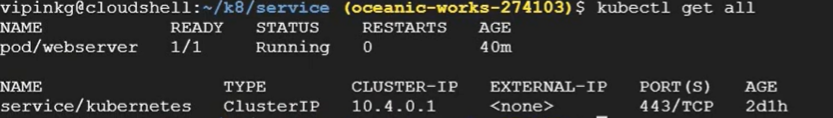 vipinkg@cloudshell:~/k8/service (oceanic-works-274103)$ kubectl get all
NAME READY STATUS RESTARTS AGE
pod/webserver 1/1 Running 0 40m
NAME TYPE CLUSTER-IP EXTERNAL-IP PORT(S) AGE
service/kubernetes ClusterIP 10.4.0.1 <none> 443/TCP 2d1h